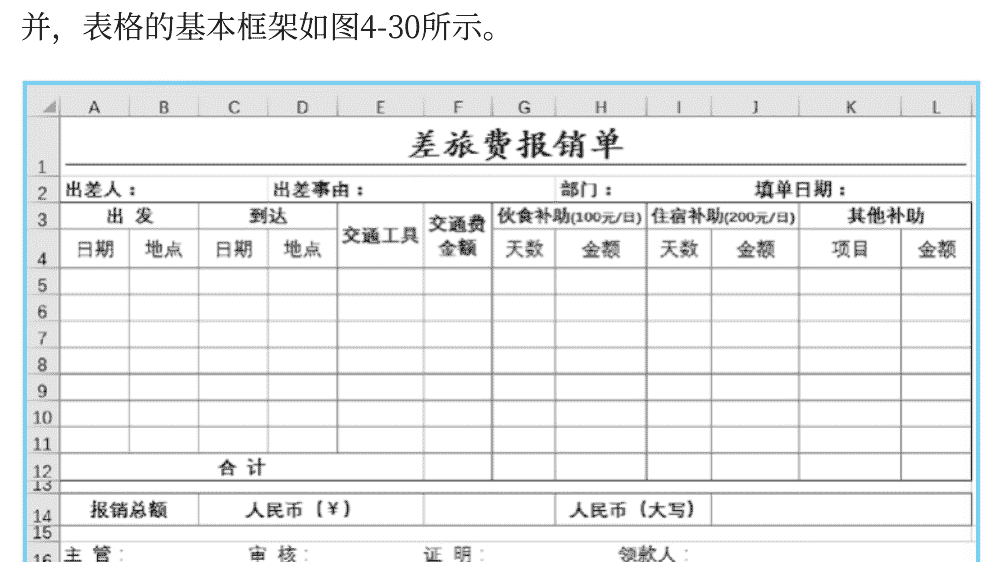 并，表格的基本框架如图4-30所示。
A B C D E F G H I J K L
差旅费报销单
1
2 出差人： 出差事由： 部门： 填单日期：
3 出 发 到达 交通工具 交通费金额 伙食补助(100元/日) 住宿补助(200元/日) 其他补助
4 日期 地点 日期 地点 天数 金额 天数 金额 项目 金额
5
6
7
8
9
10
11
12 合 计
13
14 报销总额 人民币（¥） 人民币（大写）
15
16 主 管： 审 核： 证 明： 领款人：